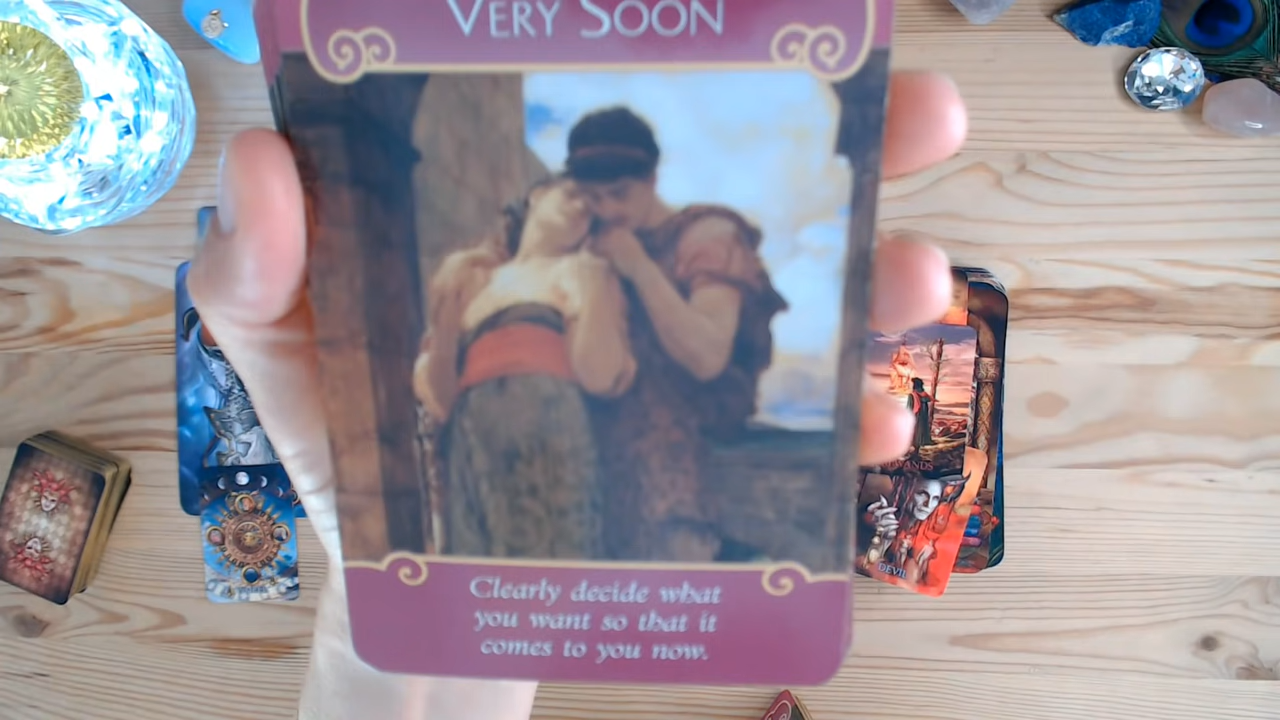 VERY SOON
Clearly decide what
you want so that it
comes to you now.
WANDS
DEVIL